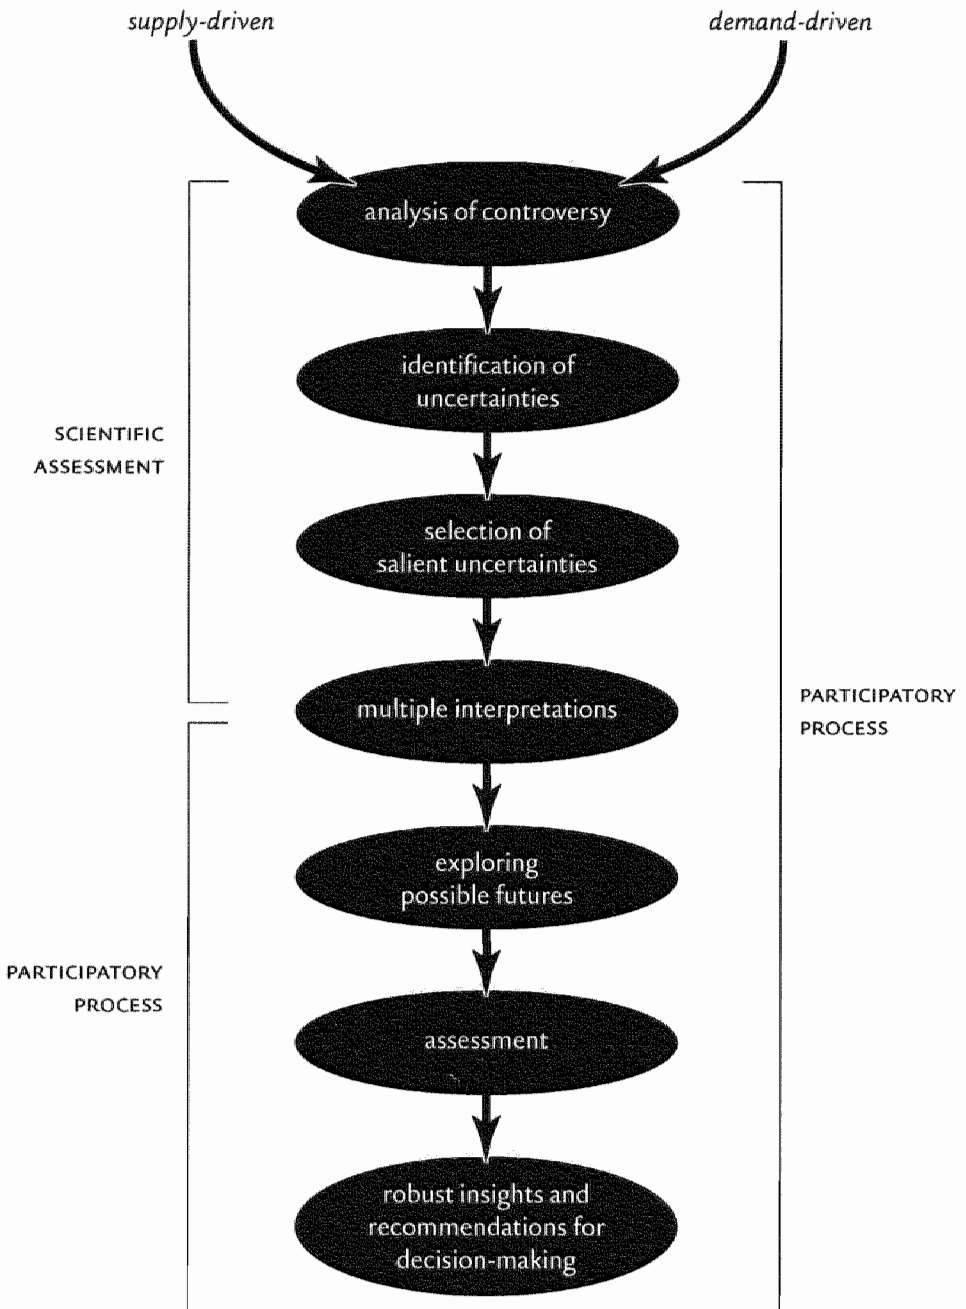 supply-driven
demand-driven
analysis of controversy
identification of
uncertainties
SCIENTIFIC
ASSESSMENT
selection of
salient uncertainties
multiple interpretations
PARTICIPATORY
PROCESS
exploring
possible futures
PARTICIPATORY
PROCESS
assessment
robust insights and
recommendations for
decision-making